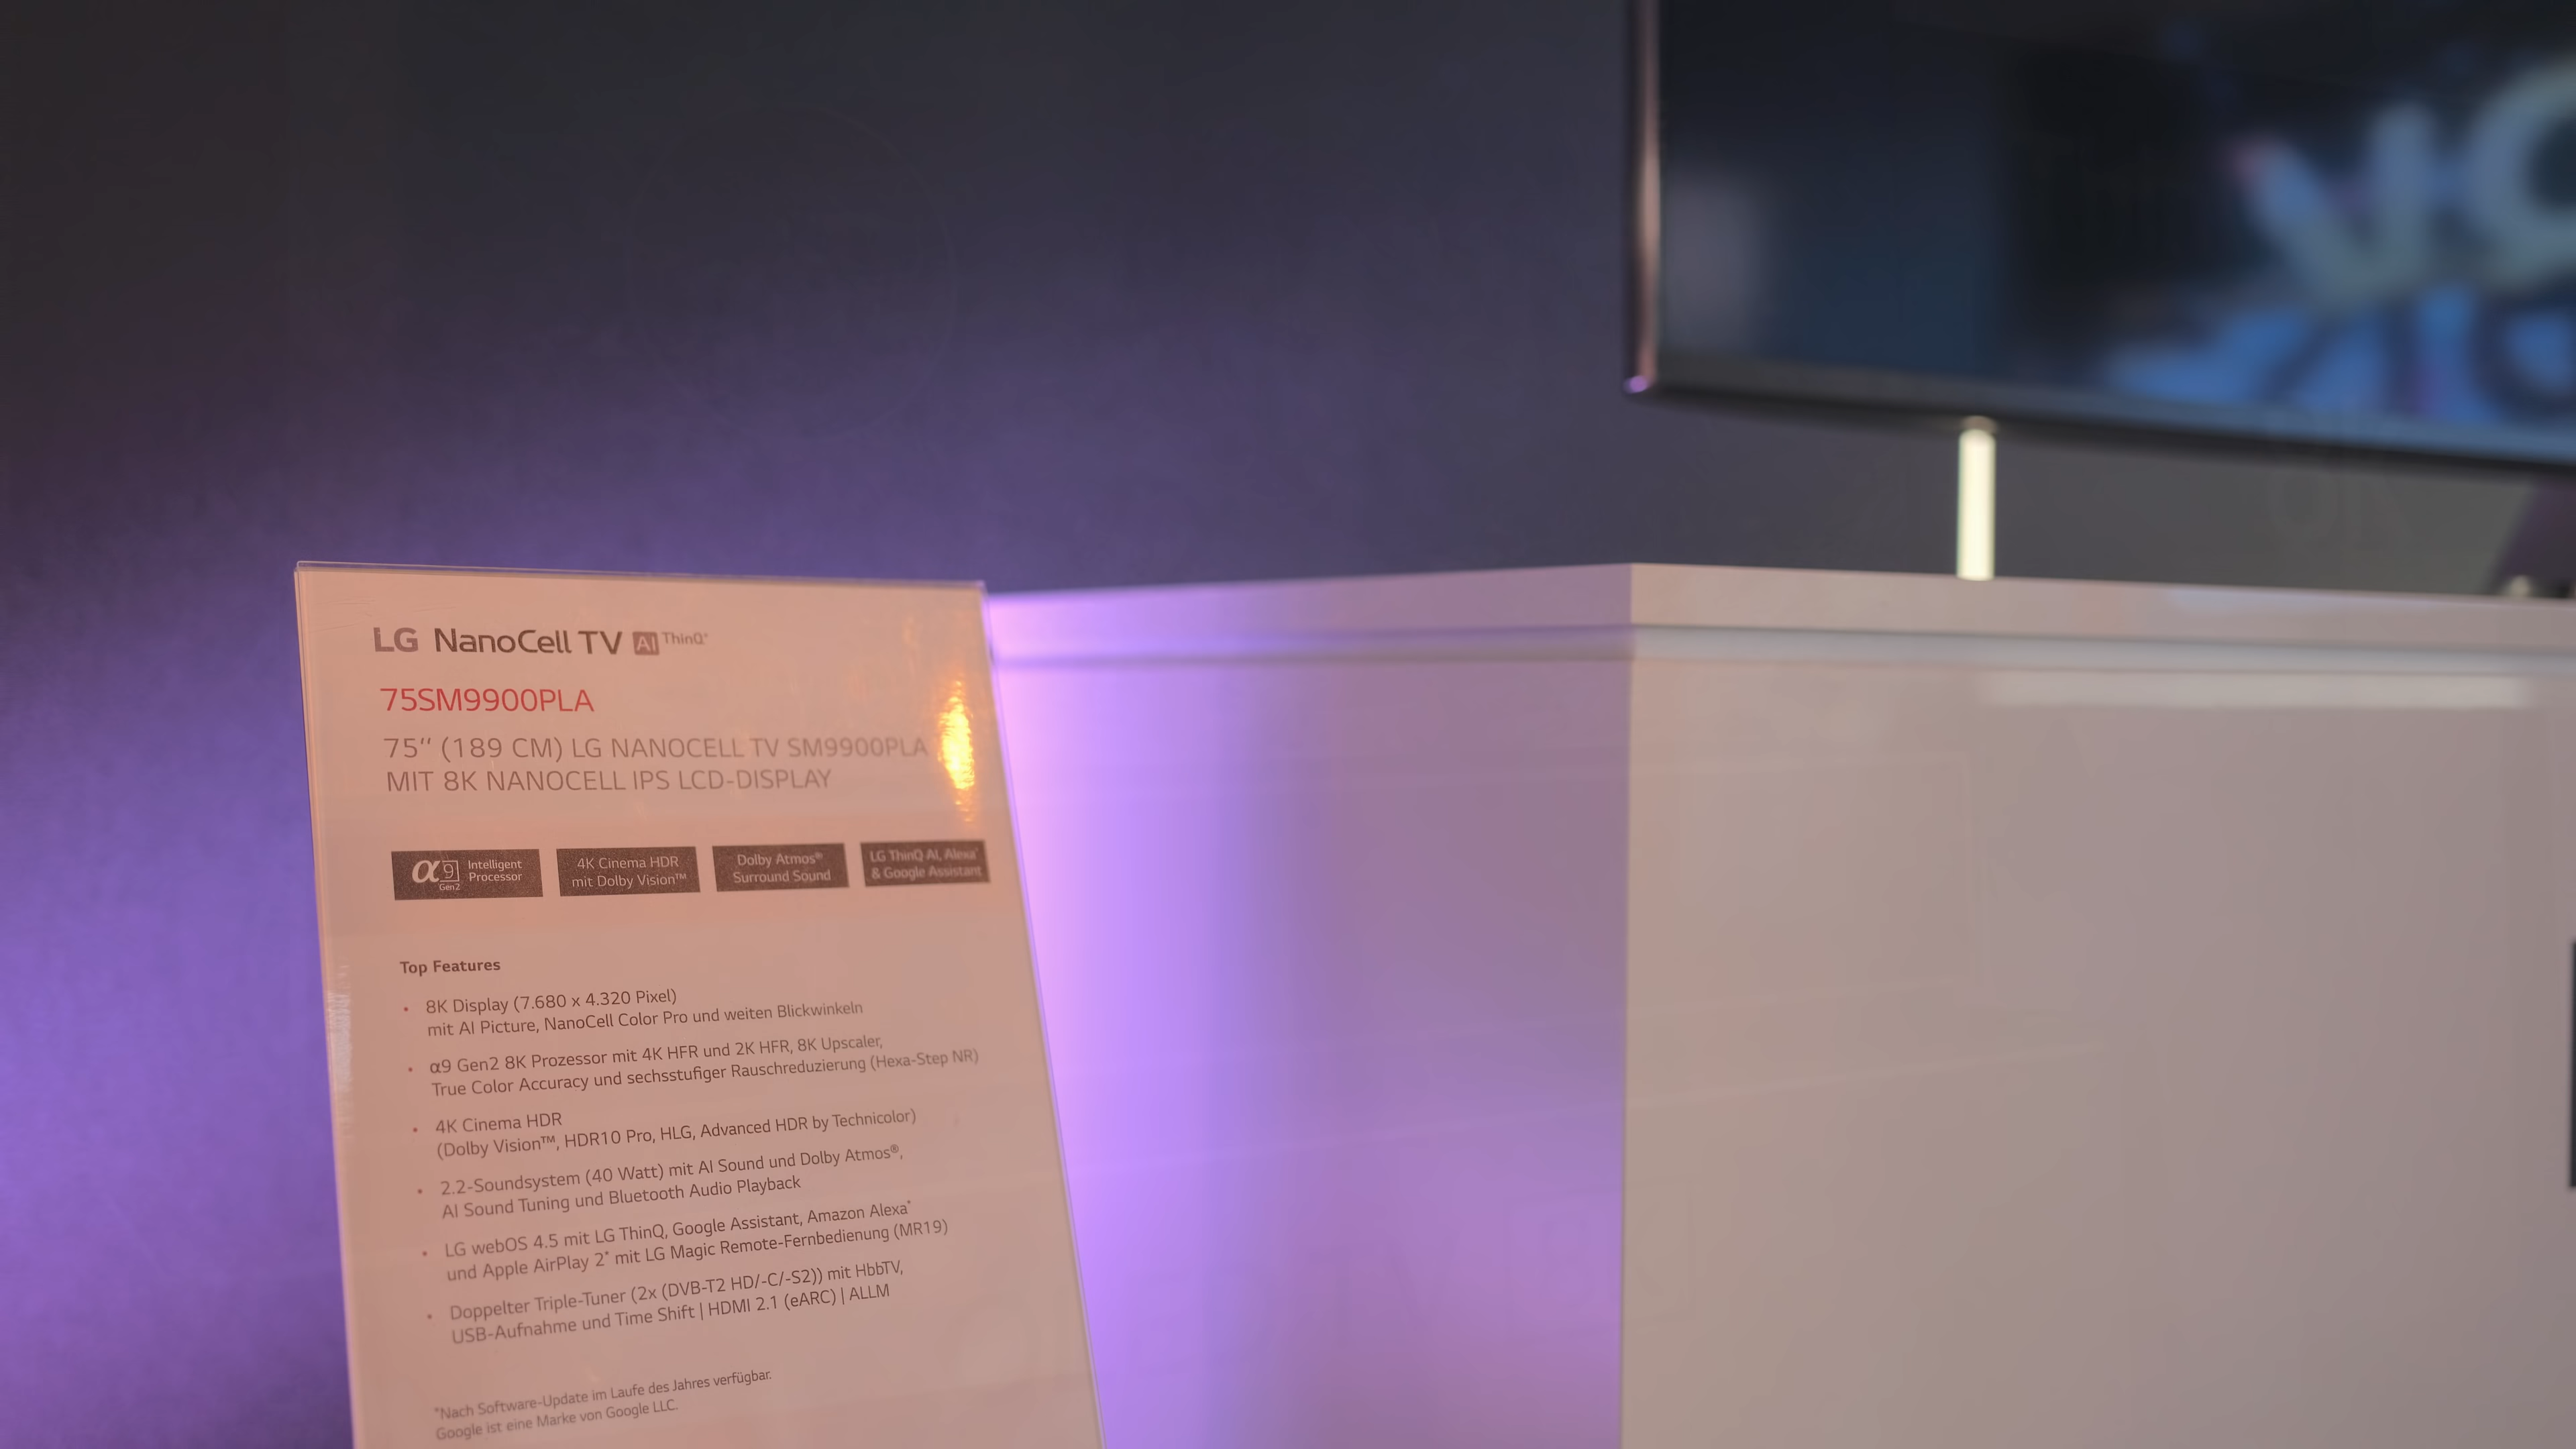 LG NanoCell TV AI ThinQ*
75SM9900PLA
75‘‘ (189 CM) LG NANOCELL TV SM9900PLA
MIT 8K NANOCELL IPS LCD-DISPLAY
α9 Gen2 Intelligent
Processor
4K Cinema HDR
mit Dolby Vision™
Dolby Atmos®
Surround Sound
LG ThinQ AI, Alexa*
& Google Assistant
Top Features
• 8K Display (7.680 x 4.320 Pixel)
mit AI Picture, NanoCell Color Pro und weiten Blickwinkeln
• α9 Gen2 8K Prozessor mit 4K HFR und 2K HFR, 8K Upscaler,
True Color Accuracy und sechsstufiger Rauschreduzierung (Hexa-Step NR)
• 4K Cinema HDR
(Dolby Vision™, HDR10 Pro, HLG, Advanced HDR by Technicolor)
• 2.2-Soundsystem (40 Watt) mit AI Sound und Dolby Atmos®,
AI Sound Tuning und Bluetooth Audio Playback
• LG webOS 4.5 mit LG ThinQ, Google Assistant, Amazon Alexa*
und Apple AirPlay 2* mit LG Magic Remote-Fernbedienung (MR19)
• Doppelter Triple-Tuner (2x (DVB-T2 HD/-C/-S2)) mit HbbTV,
USB-Aufnahme und Time Shift | HDMI 2.1 (eARC) | ALLM
*Nach Software-Update im Laufe des Jahres verfügbar.
Google ist eine Marke von Google LLC.